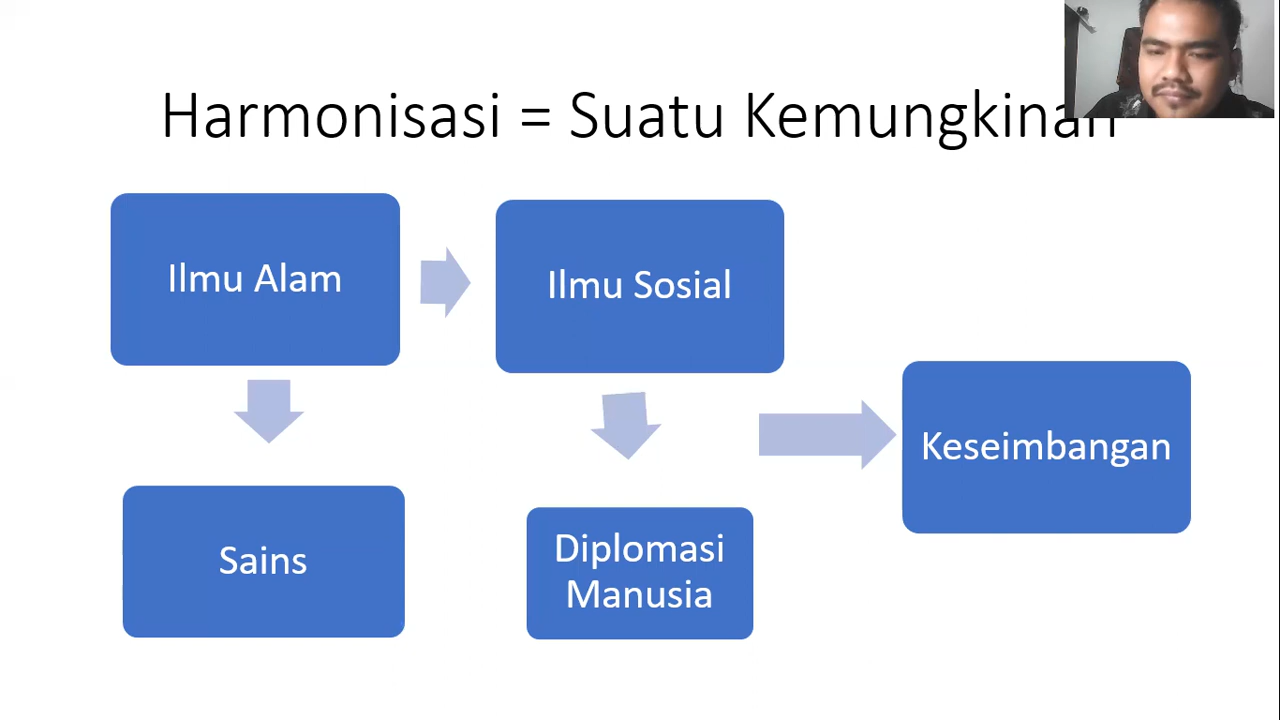 Harmonisasi = Suatu Kemungkinan
Ilmu Alam
Ilmu Sosial
Keseimbangan
Sains
Diplomasi
Manusia